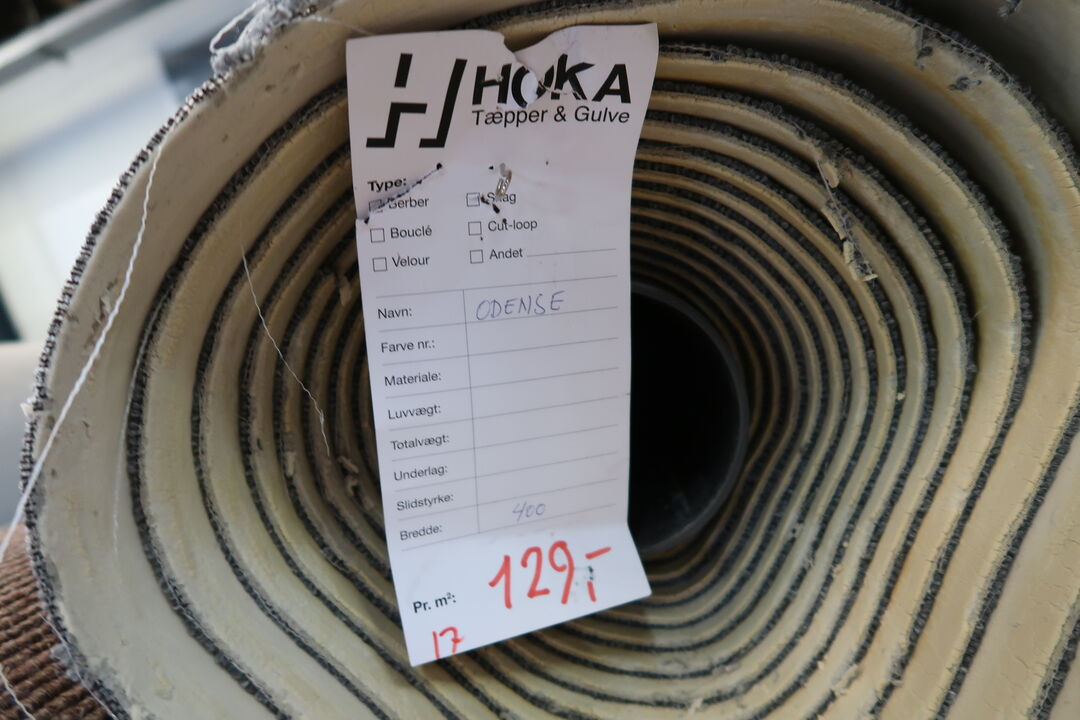 HOKA
Tæpper & Gulve
Type:
Berber
Smag
Bouclé
Cut-loop
Velour
Andet
Navn: ODENSE
Farve nr.:
Materiale:
Luvvægt:
Totalvægt:
Underlag:
Slidstyrke:
Bredde: 400
Pr. m²: 129,-
17